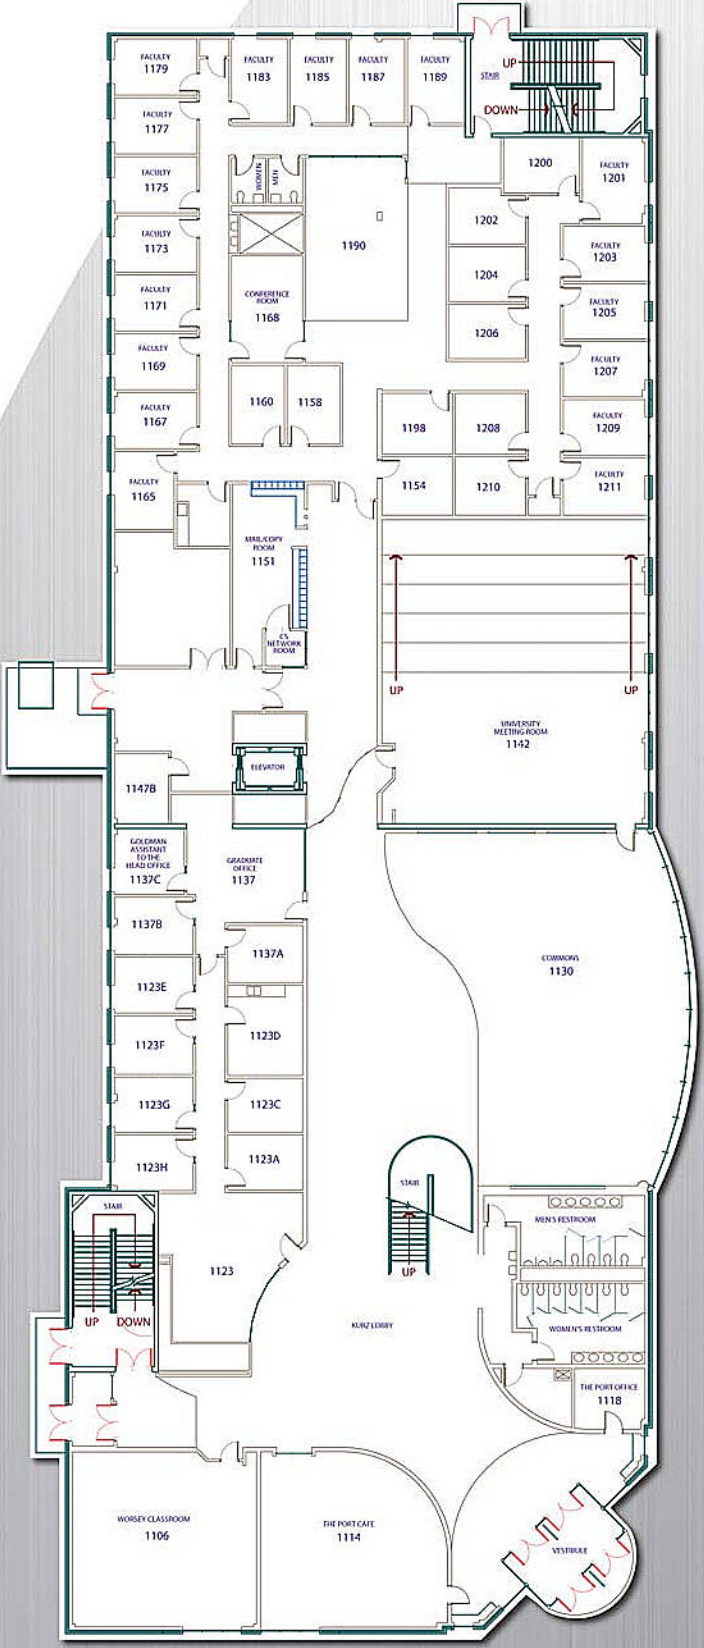 FACULTY
1179
FACULTY
1183
FACULTY
1185
FACULTY
1187
FACULTY
1189
STAIR
UP
DOWN
FACULTY
1177
FACULTY
1175
WOMEN
MEN
1200
FACULTY
1201
1202
FACULTY
1173
1190
FACULTY
1203
1204
FACULTY
1171
CONFERENCE
ROOM
1168
FACULTY
1205
1206
FACULTY
1169
FACULTY
1207
FACULTY
1167
1160
1158
1198
1208
FACULTY
1209
FACULTY
1165
1154
1210
FACULTY
1211
MAIL/COPY
ROOM
1151
CS
NETWORK
ROOM
UP
UP
UNIVERSITY
MEETING ROOM
1142
ELEVATOR
1147B
GOLDMAN
ASSISTANT
TO THE
HEAD OFFICE
1137C
GRADUATE
OFFICE
1137
1137B
1137A
COMMONS
1130
1123E
1123D
1123F
1123G
1123C
1123H
1123A
STAIR
UP
STAIR
UP
DOWN
1123
MEN'S RESTROOM
KURZ LOBBY
WOMEN'S RESTROOM
THE PORT OFFICE
1118
WORSEY CLASSROOM
1106
THE PORT CAFE
1114
VESTIBULE